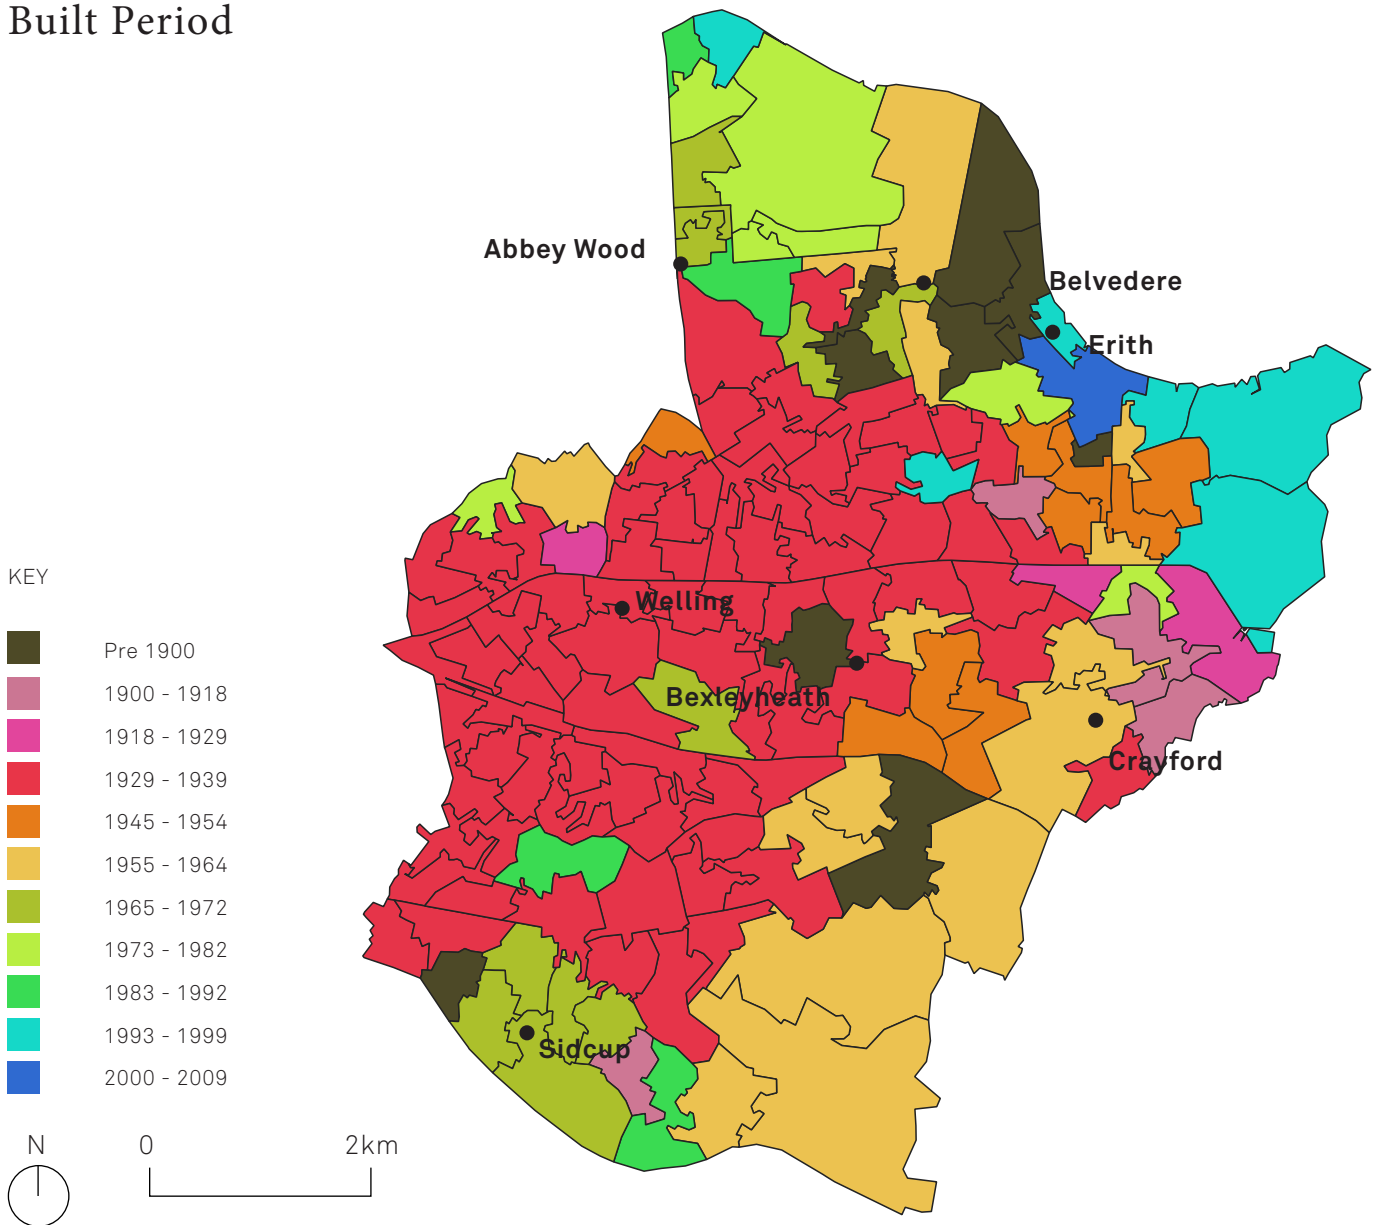 Built Period
Abbey Wood
Belvedere
Erith
Welling
Bexleyheath
Crayford
Sidcup
KEY
Pre 1900
1900 - 1918
1918 - 1929
1929 - 1939
1945 - 1954
1955 - 1964
1965 - 1972
1973 - 1982
1983 - 1992
1993 - 1999
2000 - 2009
N 0 2km